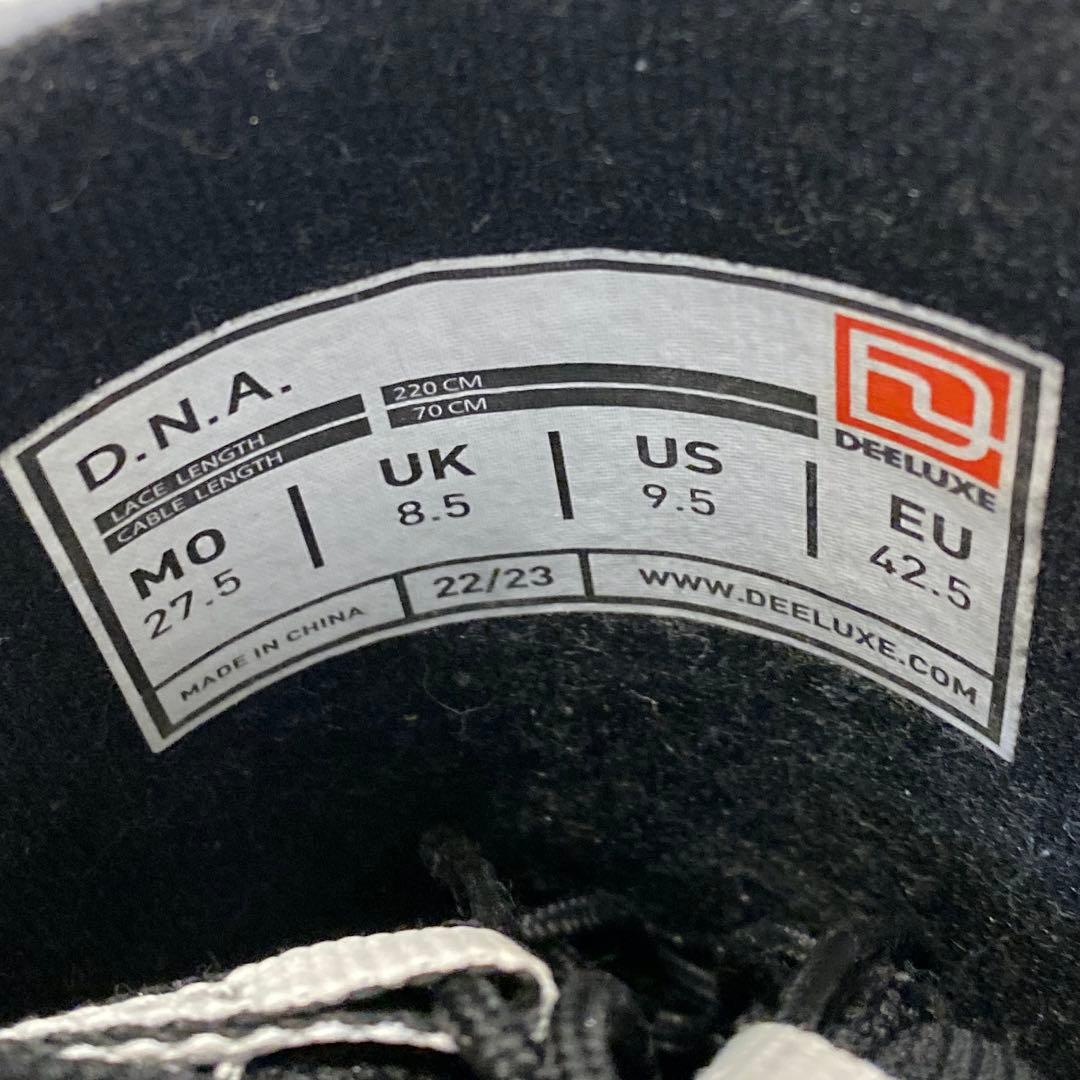 D.N.A.
LACE LENGTH 220 CM
CABLE LENGTH 70 CM
DEELUXE
MO UK US EU
27.5 8.5 9.5 42.5
MADE IN CHINA 22/23 WWW.DEELUXE.COM